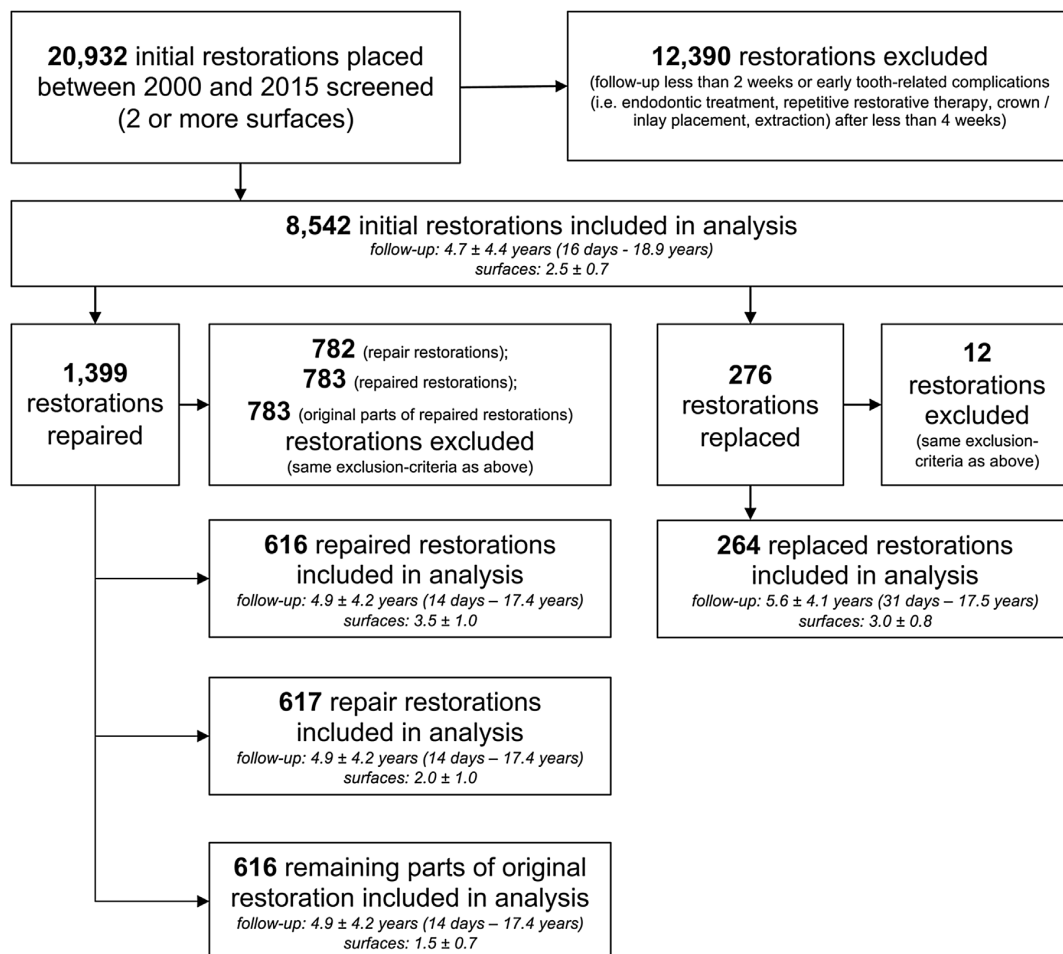 20,932 initial restorations placed
between 2000 and 2015 screened
(2 or more surfaces)
12,390 restorations excluded
(follow-up less than 2 weeks or early tooth-related complications
(i.e. endodontic treatment, repetitive restorative therapy, crown /
inlay placement, extraction) after less than 4 weeks)
8,542 initial restorations included in analysis
follow-up: 4.7 ± 4.4 years (16 days - 18.9 years)
surfaces: 2.5 ± 0.7
1,399
restorations
repaired
782 (repair restorations);
783 (repaired restorations);
783 (original parts of repaired restorations)
restorations excluded
(same exclusion-criteria as above)
276
restorations
replaced
12
restorations
excluded
(same exclusion-
criteria as above)
616 repaired restorations
included in analysis
follow-up: 4.9 ± 4.2 years (14 days – 17.4 years)
surfaces: 3.5 ± 1.0
264 replaced restorations
included in analysis
follow-up: 5.6 ± 4.1 years (31 days – 17.5 years)
surfaces: 3.0 ± 0.8
617 repair restorations
included in analysis
follow-up: 4.9 ± 4.2 years (14 days – 17.4 years)
surfaces: 2.0 ± 1.0
616 remaining parts of original
restoration included in analysis
follow-up: 4.9 ± 4.2 years (14 days – 17.4 years)
surfaces: 1.5 ± 0.7